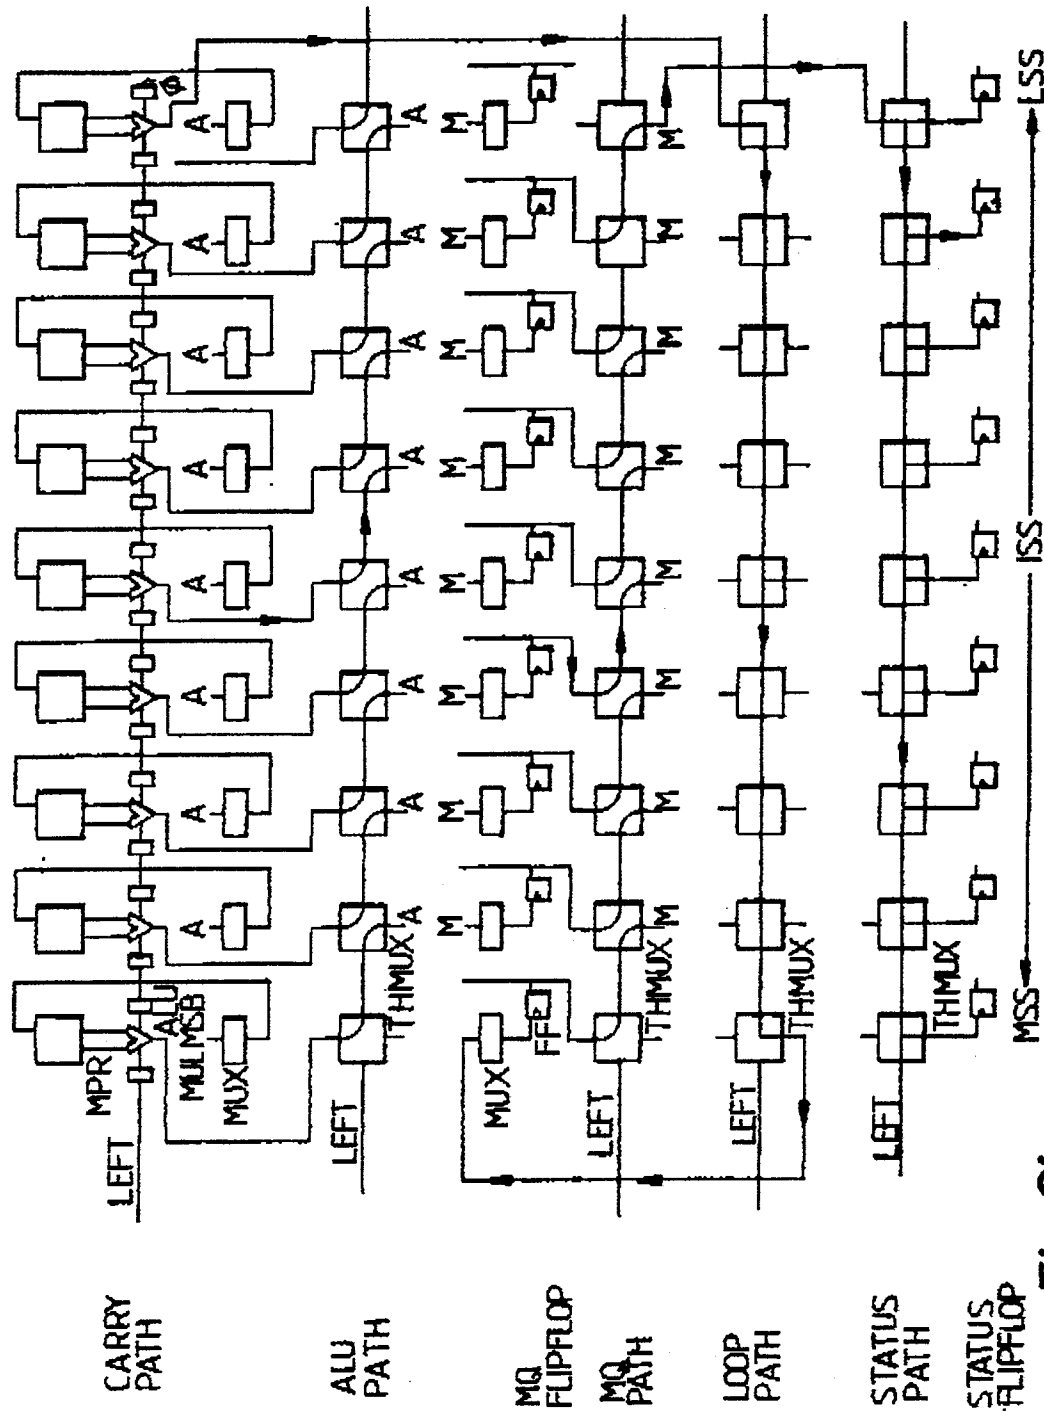 CARRY
PATH
LEFT
MPR
ALU
MULMSB
MUX
A A A A A A A A
Φ
ALU
PATH
LEFT
THMUX
A A A A A A A A
MQ
FLIPFLOP
MUX
FF
M M M M M M M M
MQ
PATH
LEFT
THMUX
M M M M M M M M
LOOP
PATH
LEFT
THMUX
STATUS
PATH
LEFT
THMUX
STATUS
FLIPFLOP
MSS ISS LSS